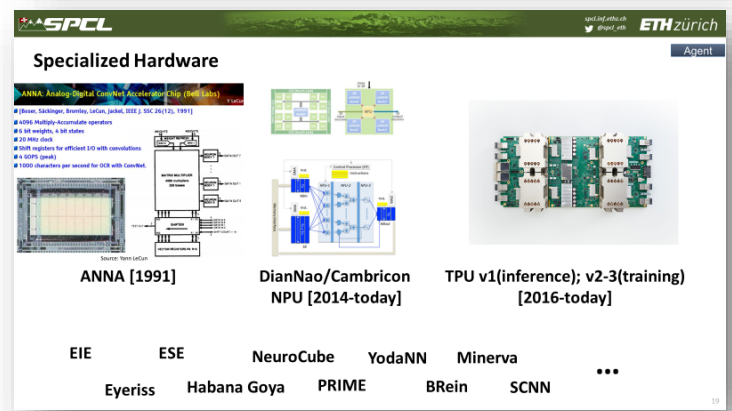 SPCL
spcl.inf.ethz.ch
@spcl_eth
ETH zürich
Agent
Specialized Hardware
ANNA: Analog-Digital ConvNet Accelerator Chip (Bell Labs)
Y LeCun
[Boser, Säckinger, Bromley, LeCun, Jackel, IEEE J. SSC 26(12), 1991]
4096 Multiply-Accumulate operators
6 bit weights, 4 bit states
20 MHz clock
Shift registers for efficient I/O with convolutions
4 GOPS (peak)
1000 characters per second for OCR with ConvNet.
Source: Yann LeCun
ANNA [1991]
DianNao/Cambricon
NPU [2014-today]
TPU v1(inference); v2-3(training)
[2016-today]
EIE
ESE
NeuroCube
YodaNN
Minerva
...
Eyeriss
Habana Goya
PRIME
BRein
SCNN
19